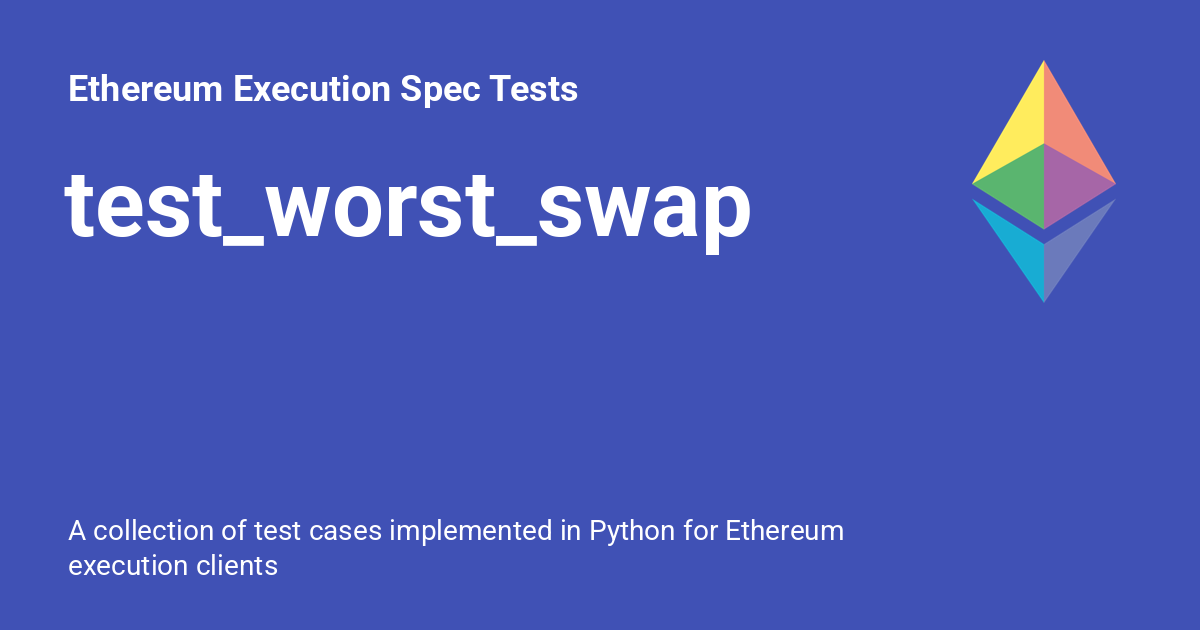 Ethereum Execution Spec Tests
test_worst_swap
A collection of test cases implemented in Python for Ethereum
execution clients